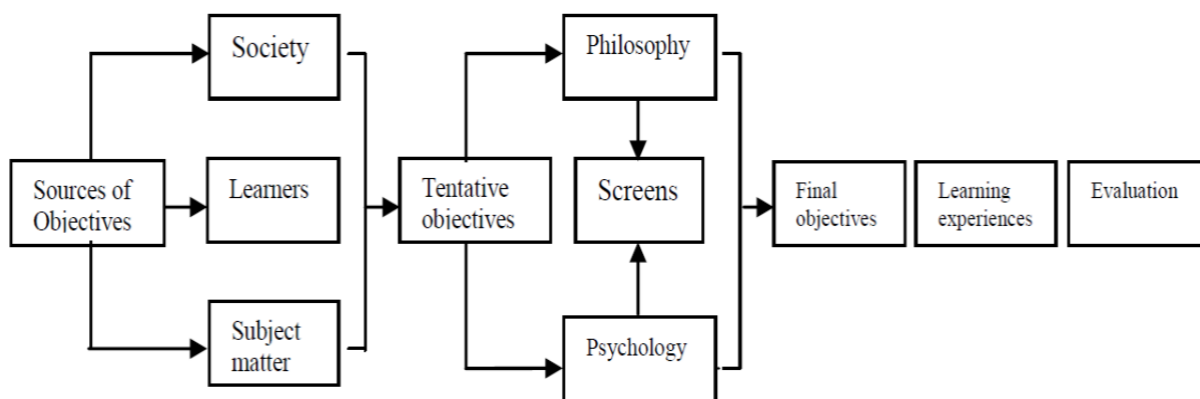 Society
Philosophy
Sources of
Objectives
Learners
Tentative
objectives
Screens
Final
objectives
Learning
experiences
Evaluation
Subject
matter
Psychology